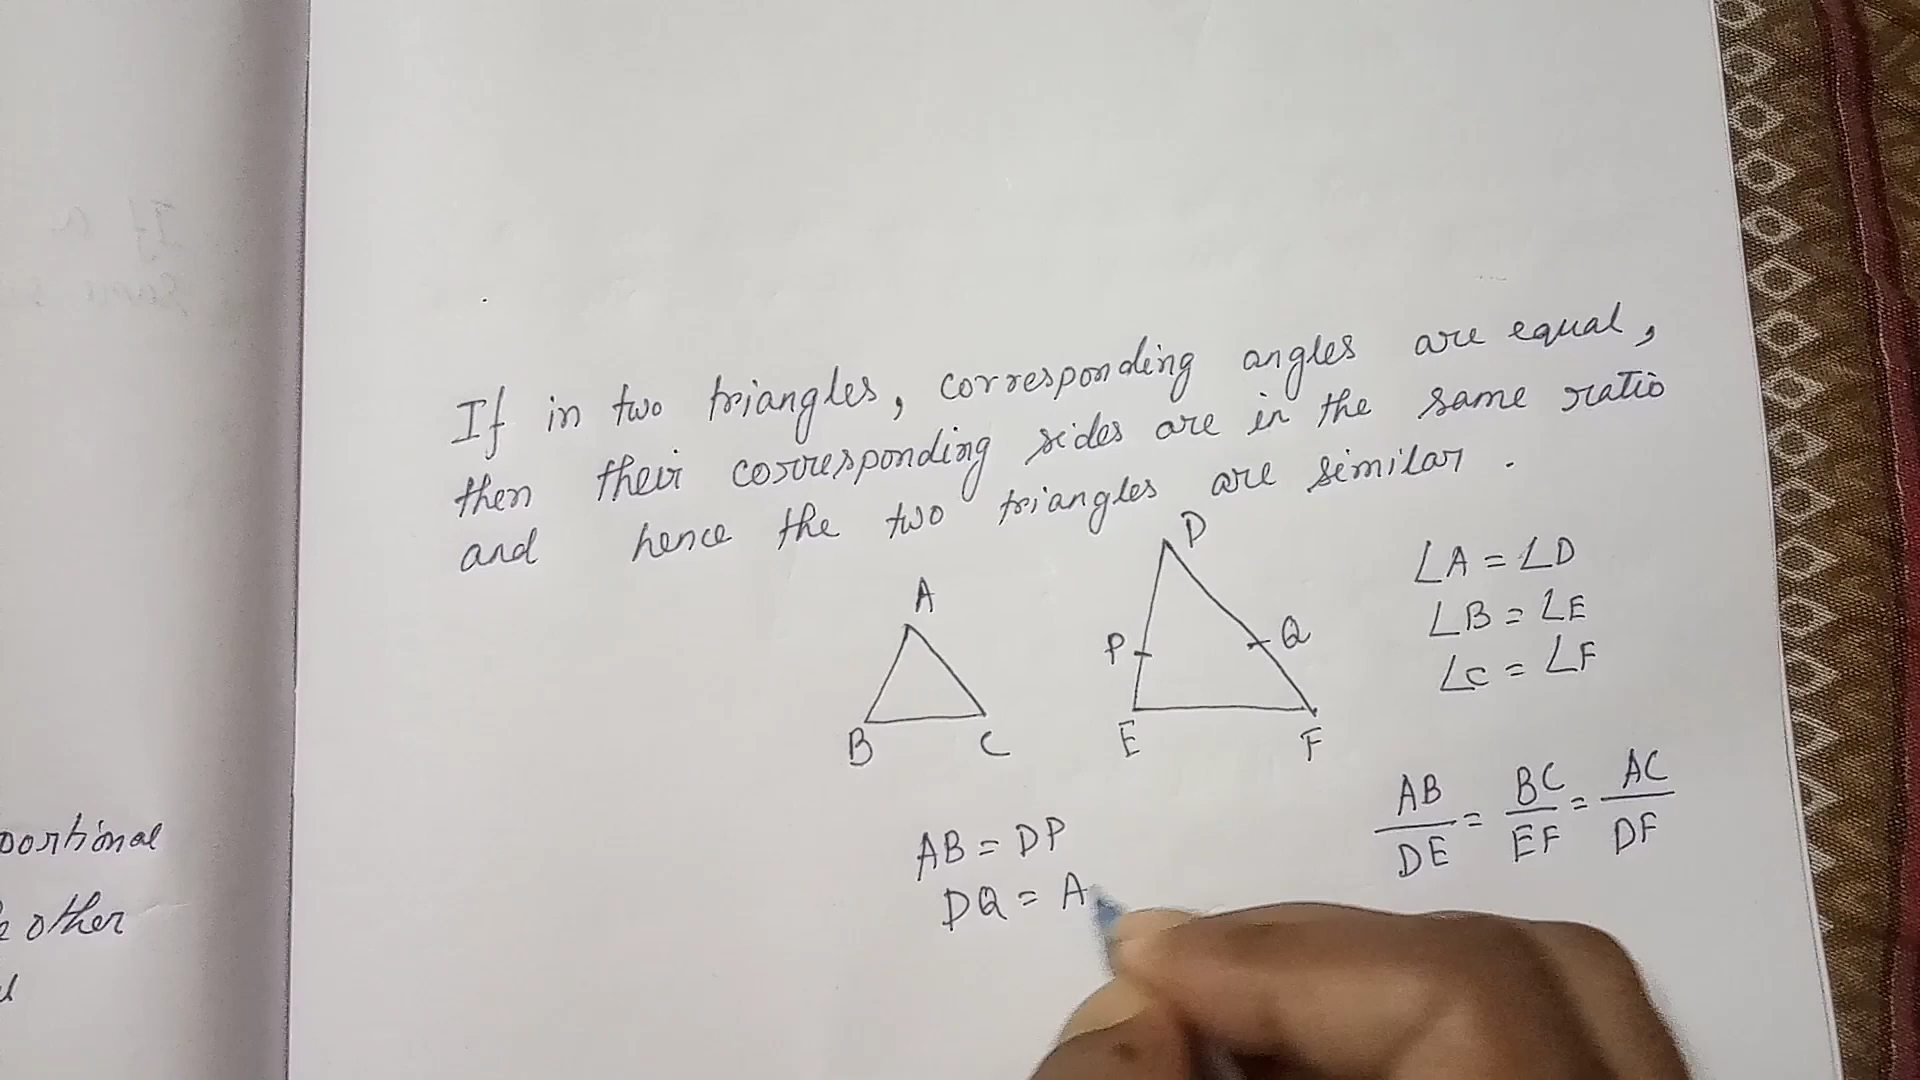 If in two triangles, corresponding angles are equal,
then their corresponding sides are in the same ratio
and hence the two triangles are similar.
A
B
C
D
P
Q
E
F
∠A = ∠D
∠B = ∠E
∠C = ∠F
AB/DE = BC/EF = AC/DF
AB = DP
DQ = A
other